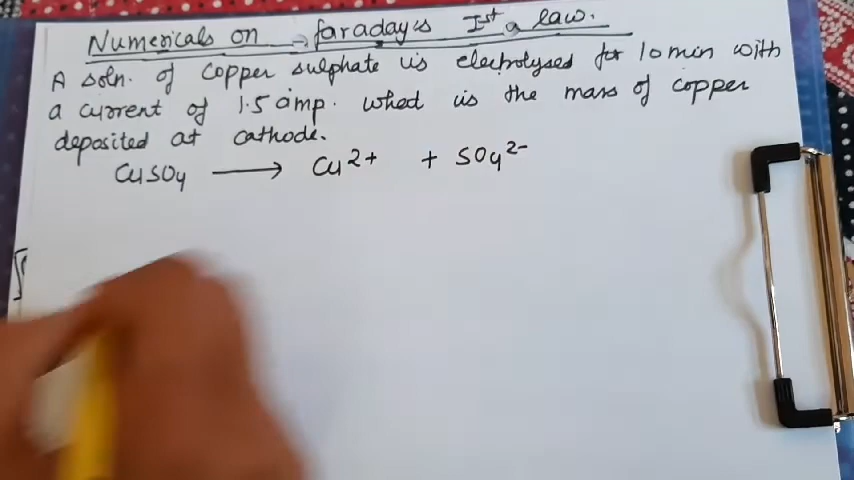 Numericals on → faraday's Ist law.
A soln. of copper sulphate is electrolysed for 10 min with
a current of 1.5 amp. what is the mass of copper
deposited at cathode.
CuSO4 ⟶ Cu2+ + SO42-